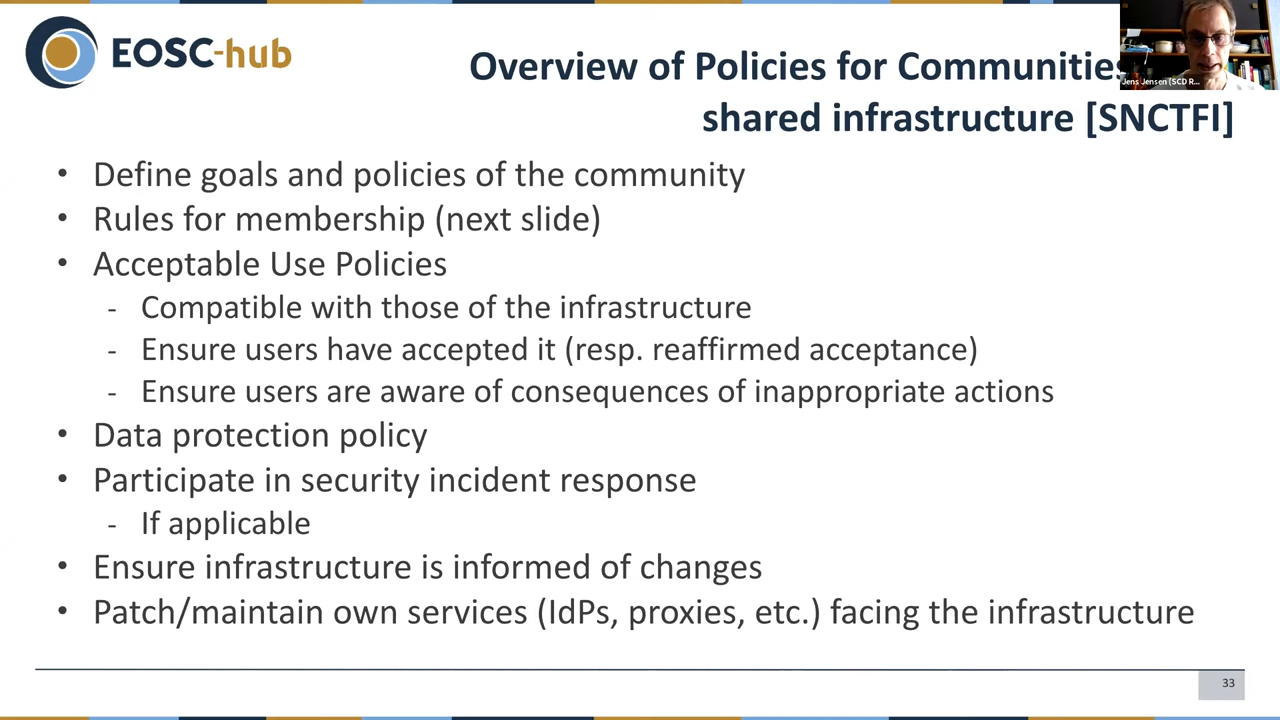 EOSC-hub
Overview of Policies for Communities
shared infrastructure [SNCTFI]
Jens Jensen (SCD R...
• Define goals and policies of the community
• Rules for membership (next slide)
• Acceptable Use Policies
- Compatible with those of the infrastructure
- Ensure users have accepted it (resp. reaffirmed acceptance)
- Ensure users are aware of consequences of inappropriate actions
• Data protection policy
• Participate in security incident response
- If applicable
• Ensure infrastructure is informed of changes
• Patch/maintain own services (IdPs, proxies, etc.) facing the infrastructure
33